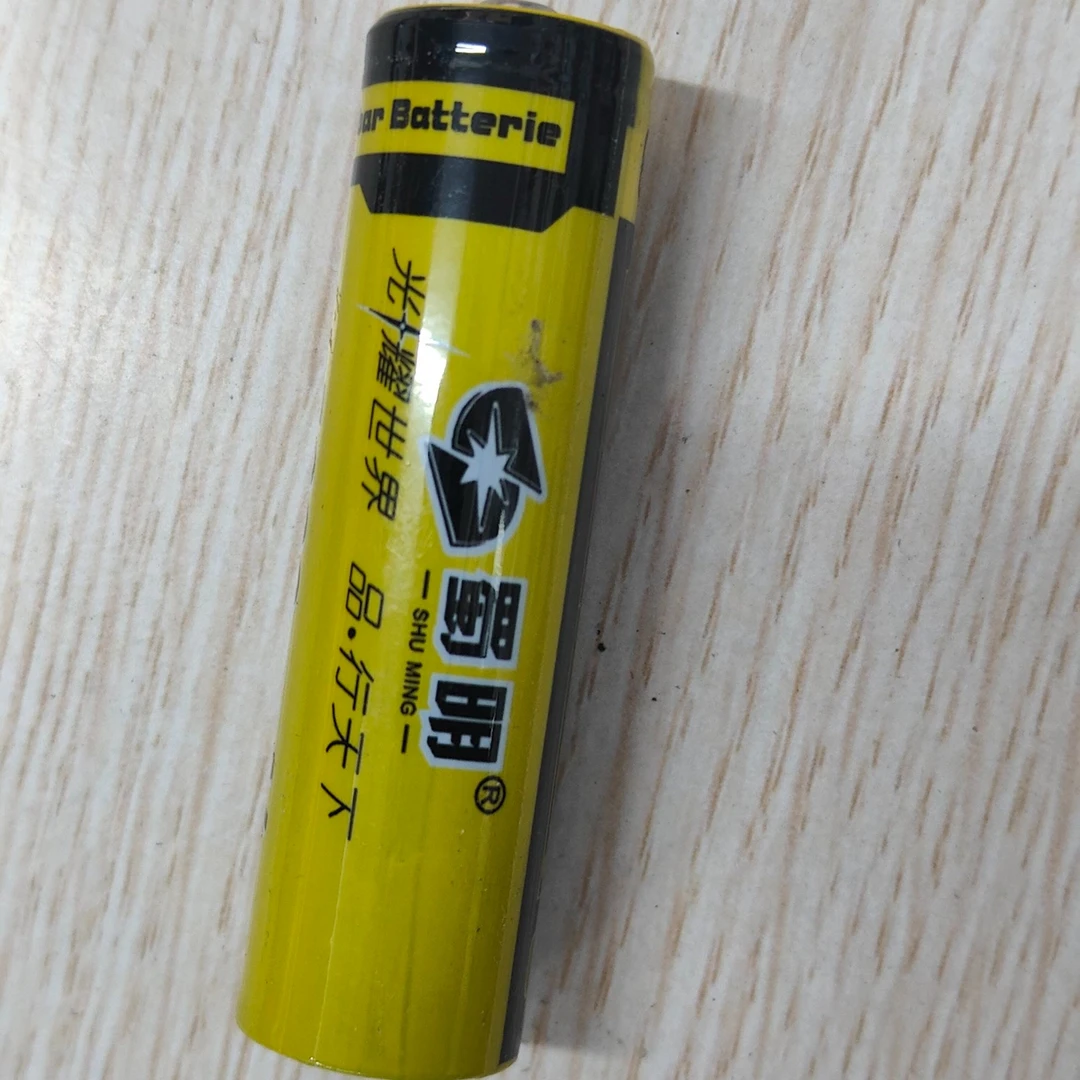 ar Batterie
光耀世界 品·行天下
蜀明®
— SHU MING —